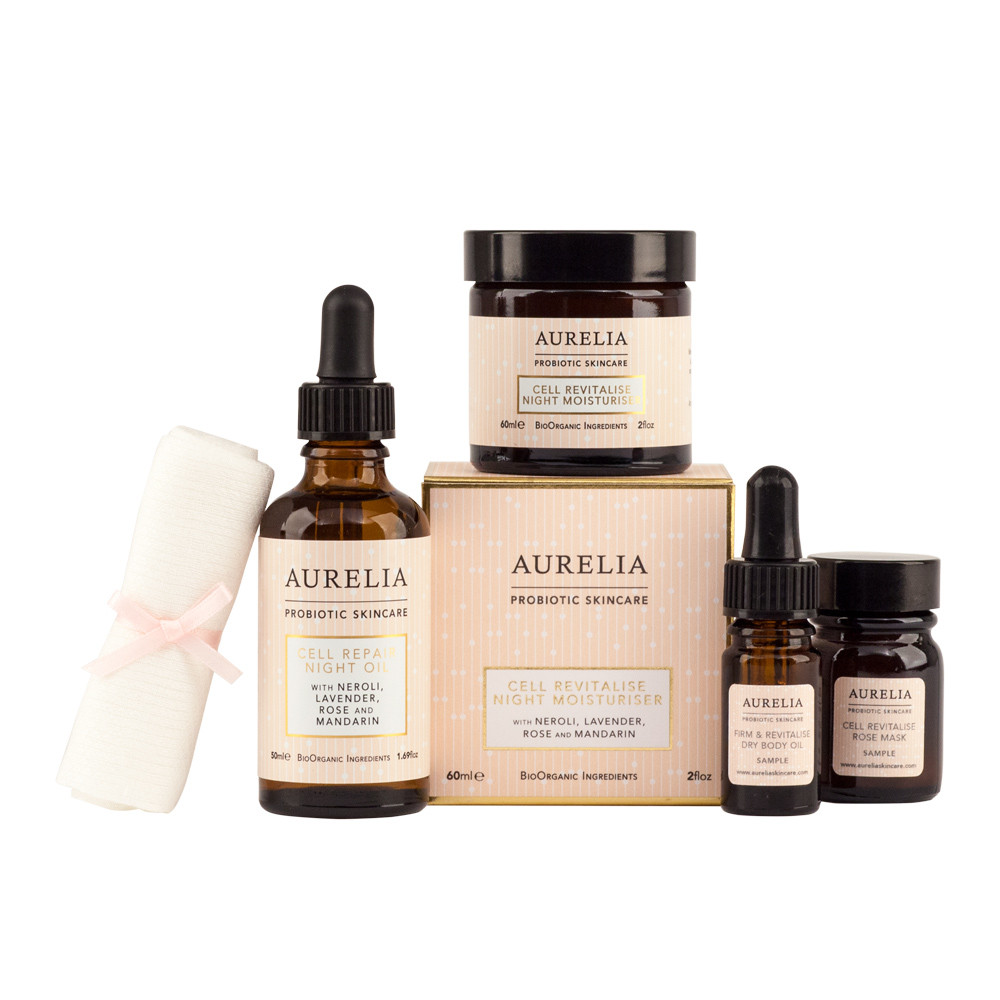 AURELIA
PROBIOTIC SKINCARE
CELL REVITALISE
NIGHT MOISTURISER
60ml℮ BIOORGANIC INGREDIENTS 2floz
AURELIA
PROBIOTIC SKINCARE
CELL REPAIR
NIGHT OIL
WITH NEROLI,
LAVENDER,
ROSE AND
MANDARIN
50ml℮ BIOORGANIC INGREDIENTS 1.69floz
AURELIA
PROBIOTIC SKINCARE
CELL REVITALISE
NIGHT MOISTURISER
WITH NEROLI, LAVENDER,
ROSE AND MANDARIN
60ml℮ BIOORGANIC INGREDIENTS 2floz
AURELIA
PROBIOTIC SKINCARE
FIRM & REVITALISE
DRY BODY OIL
SAMPLE
www.aureliaskincare.com
AURELIA
PROBIOTIC SKINCARE
CELL REVITALISE
ROSE MASK
SAMPLE
www.aureliaskincare.com